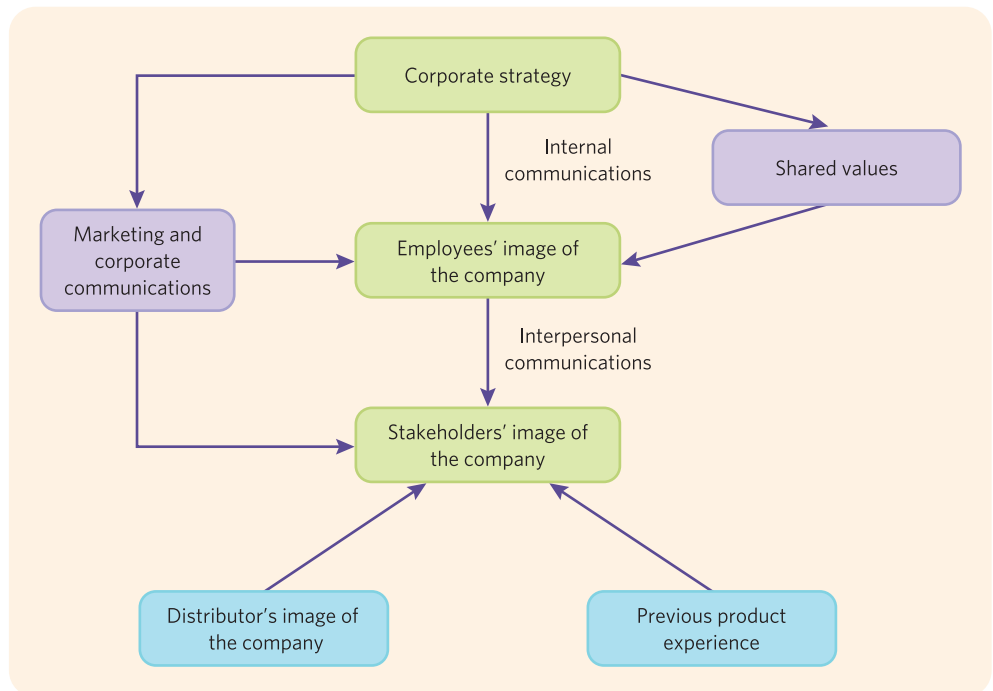 Corporate strategy
Internal
communications
Shared values
Marketing and
corporate
communications
Employees’ image of
the company
Interpersonal
communications
Stakeholders’ image of
the company
Distributor’s image of
the company
Previous product
experience